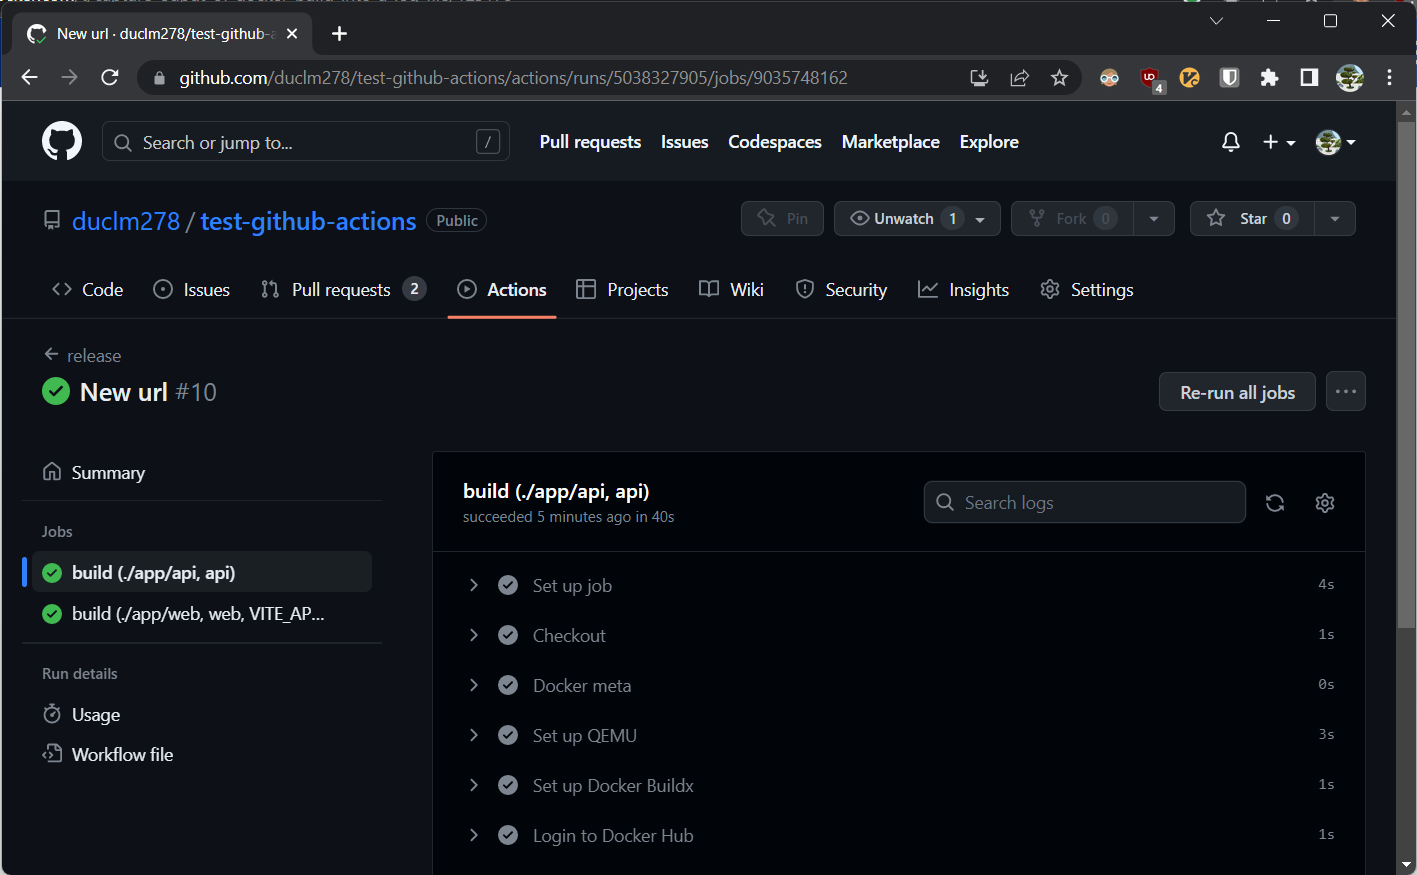 New url · duclm278/test-github-a
github.com/duclm278/test-github-actions/actions/runs/5038327905/jobs/9035748162
4
Search or jump to... /
Pull requests Issues Codespaces Marketplace Explore
duclm278 / test-github-actions Public
Pin Unwatch 1 Fork 0 Star 0
Code Issues Pull requests 2 Actions Projects Wiki Security Insights Settings
release
New url #10
Re-run all jobs
Summary
Jobs
build (./app/api, api)
build (./app/web, web, VITE_AP...
Run details
Usage
Workflow file
build (./app/api, api)
succeeded 5 minutes ago in 40s
Search logs
Set up job 4s
Checkout 1s
Docker meta 0s
Set up QEMU 3s
Set up Docker Buildx 1s
Login to Docker Hub 1s